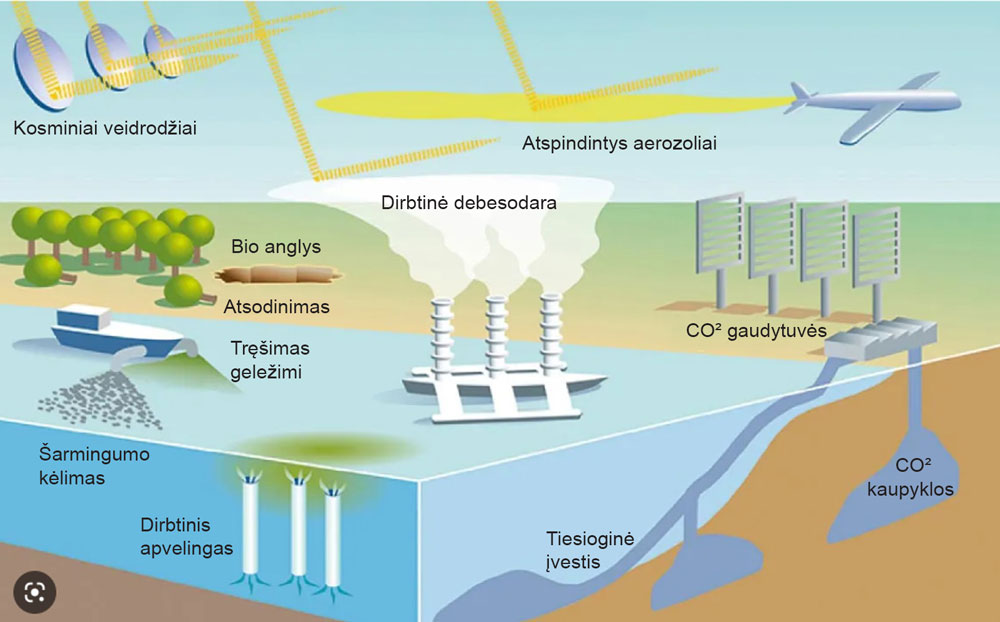 Kosminiai veidrodžiai
Atspindintys aerozoliai
Dirbtinė debesodara
Bio anglys
Atsodinimas
CO² gaudytuvės
Tręšimas
geležimi
Šarmingumo
kėlimas
CO²
kaupyklos
Dirbtinis
apvelingas
Tiesioginė
įvestis